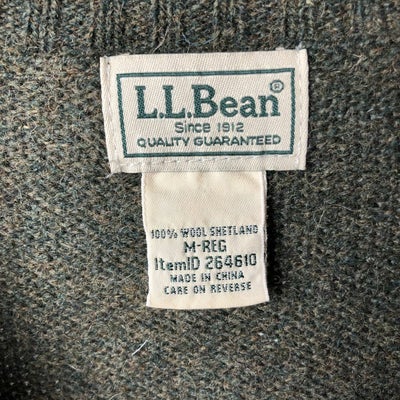 L.L.Bean®
Since 1912
QUALITY GUARANTEED
100% WOOL SHETLAND
M-REG
ItemID 264610
MADE IN CHINA
CARE ON REVERSE